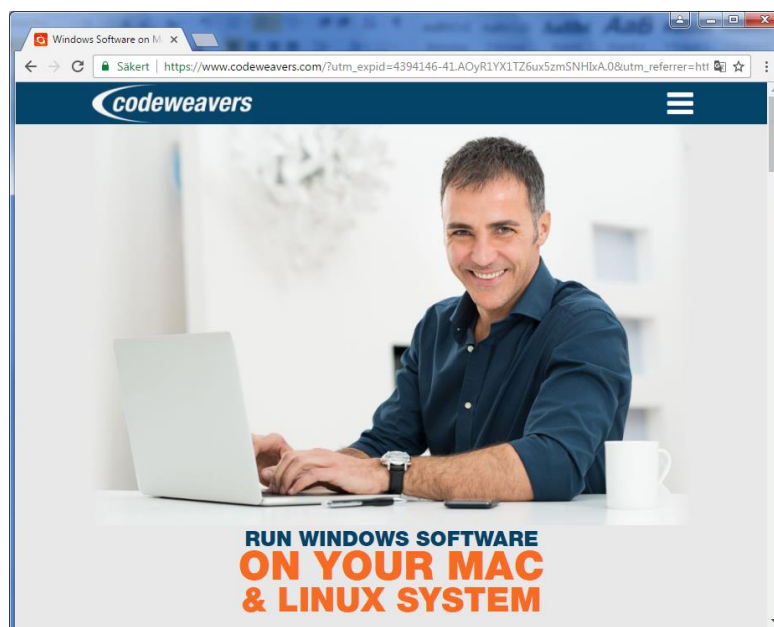 Windows Software on M
Säkert | https://www.codeweavers.com/?utm_expid=4394146-41.AOyR1YX1TZ6ux5zmSNHIxA.0&utm_referrer=htt
codeweavers
RUN WINDOWS SOFTWARE
ON YOUR MAC
& LINUX SYSTEM